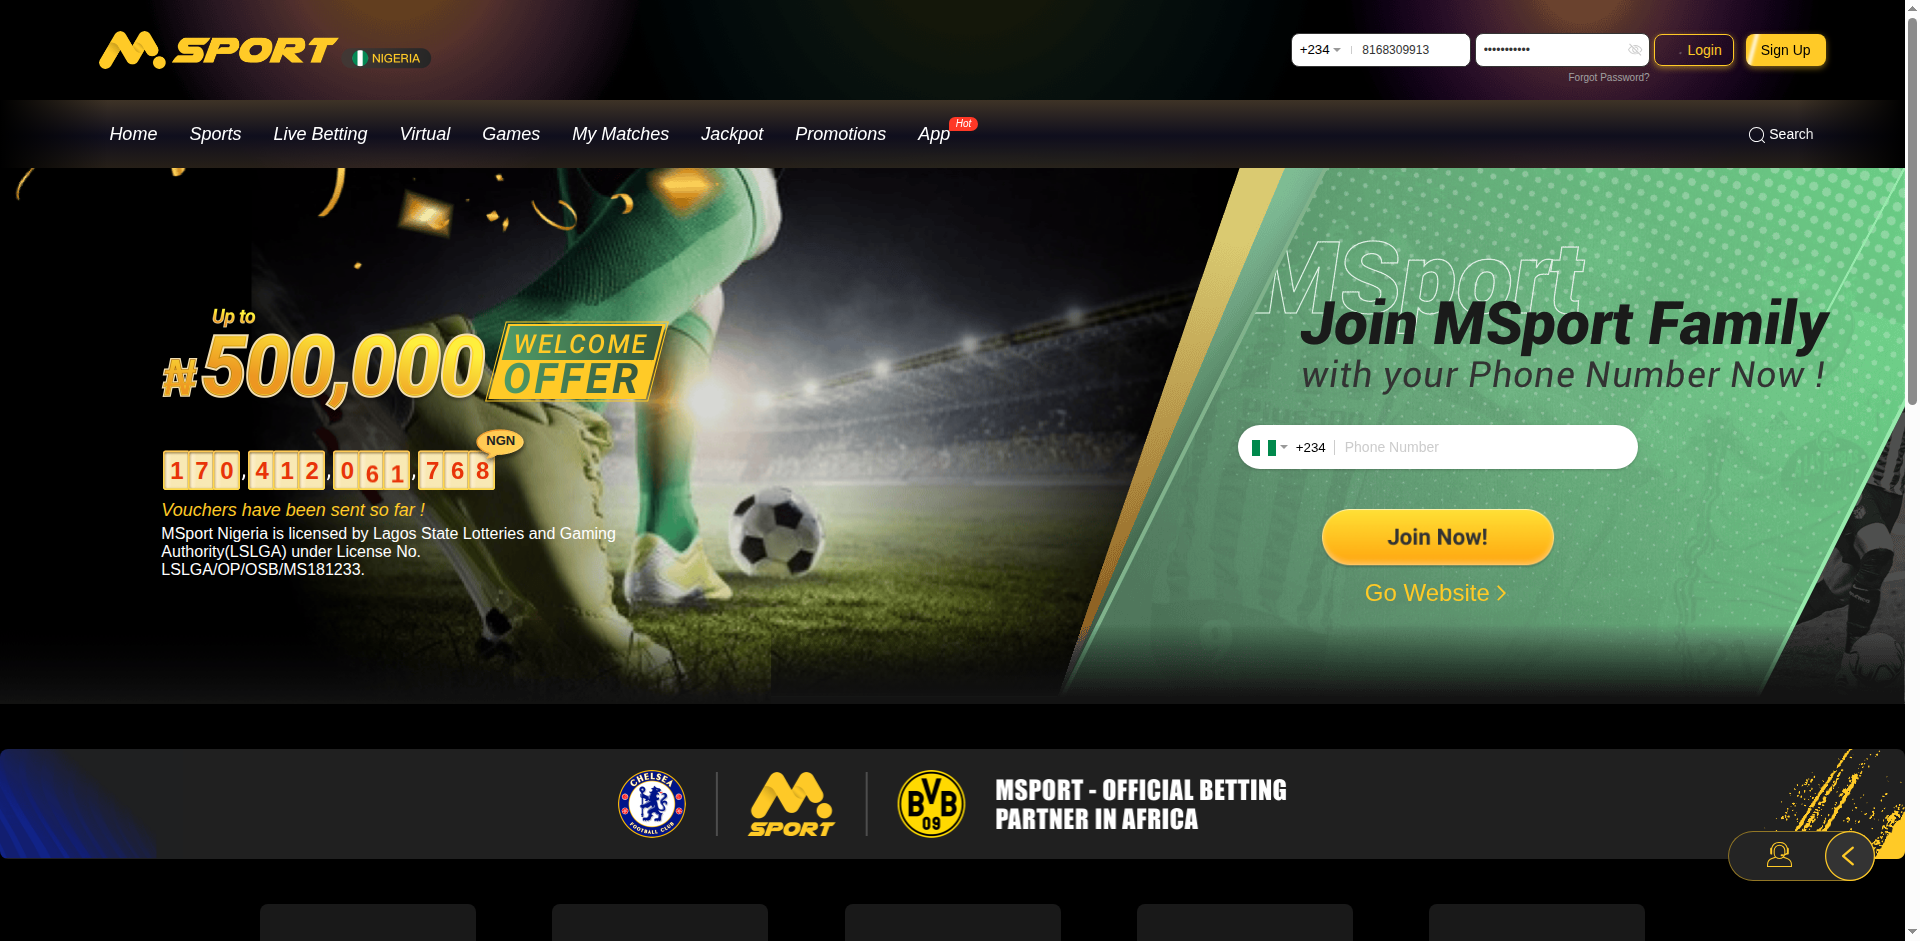 M.SPORT
NIGERIA
+234
8168309913
•••••••••••
Login
Sign Up
Forgot Password?
Home
Sports
Live Betting
Virtual
Games
My Matches
Jackpot
Promotions
App
Hot
Search
Up to
₦500,000
WELCOME
OFFER
NGN
170,412,061,768
Vouchers have been sent so far !
MSport Nigeria is licensed by Lagos State Lotteries and Gaming
Authority(LSLGA) under License No.
LSLGA/OP/OSB/MS181233.
MSport
Join MSport Family
with your Phone Number Now !
+234
Phone Number
Join Now!
Go Website >
CHELSEA
FOOTBALL CLUB
M.
SPORT
BVB
09
MSPORT - OFFICIAL BETTING
PARTNER IN AFRICA